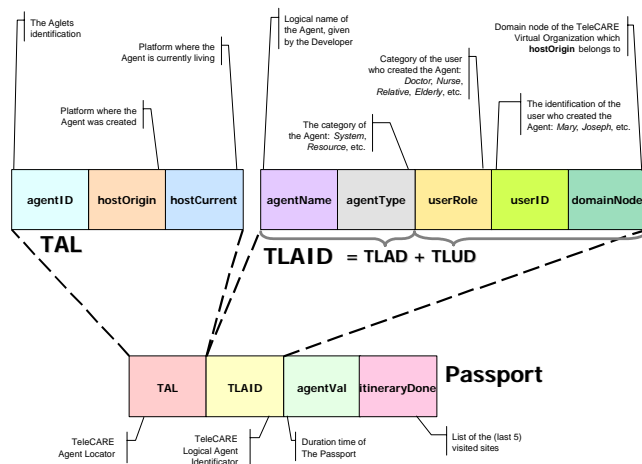 The Aglets
identification
Platform where the
Agent is currently living
Platform where the
Agent was created
Logical name of
the Agent, given
by the Developer
Category of the user
who created the Agent:
Doctor, Nurse,
Relative, Elderly, etc.
The category of
the Agent: System,
Resource, etc.
Domain node of the TeleCARE
Virtual Organization which
hostOrigin belongs to
The identification of the
user who created the
Agent: Mary, Joseph, etc.
agentID hostOrigin hostCurrent
agentName agentType userRole userID domainNode
TAL
TLAID = TLAD + TLUD
TAL TLAID agentVal itineraryDone
Passport
TeleCARE
Agent Locator
TeleCARE
Logical Agent
Identificator
Duration time of
The Passport
List of the (last 5)
visited sites